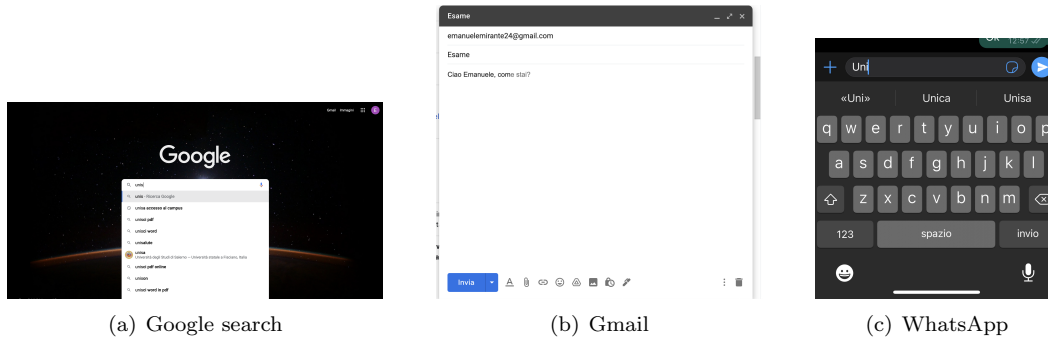 Gmail Immagini
Google
unis
unis - Ricerca Google
unisa accesso al campus
unisci pdf
unisci word
unisalute
unisa
Università degli Studi di Salerno – Università statale a Fisciano, Italia
unisci pdf online
unison
unisci word in pdf
(a) Google search
Esame
emanuelemirante24@gmail.com
Esame
Ciao Emanuele, come stai?
Invia
(b) Gmail
OK 12:57
Uni
«Uni» Unica Unisa
q w e r t y u i o p
a s d f g h j k l
z x c v b n m
123 spazio invio
(c) WhatsApp